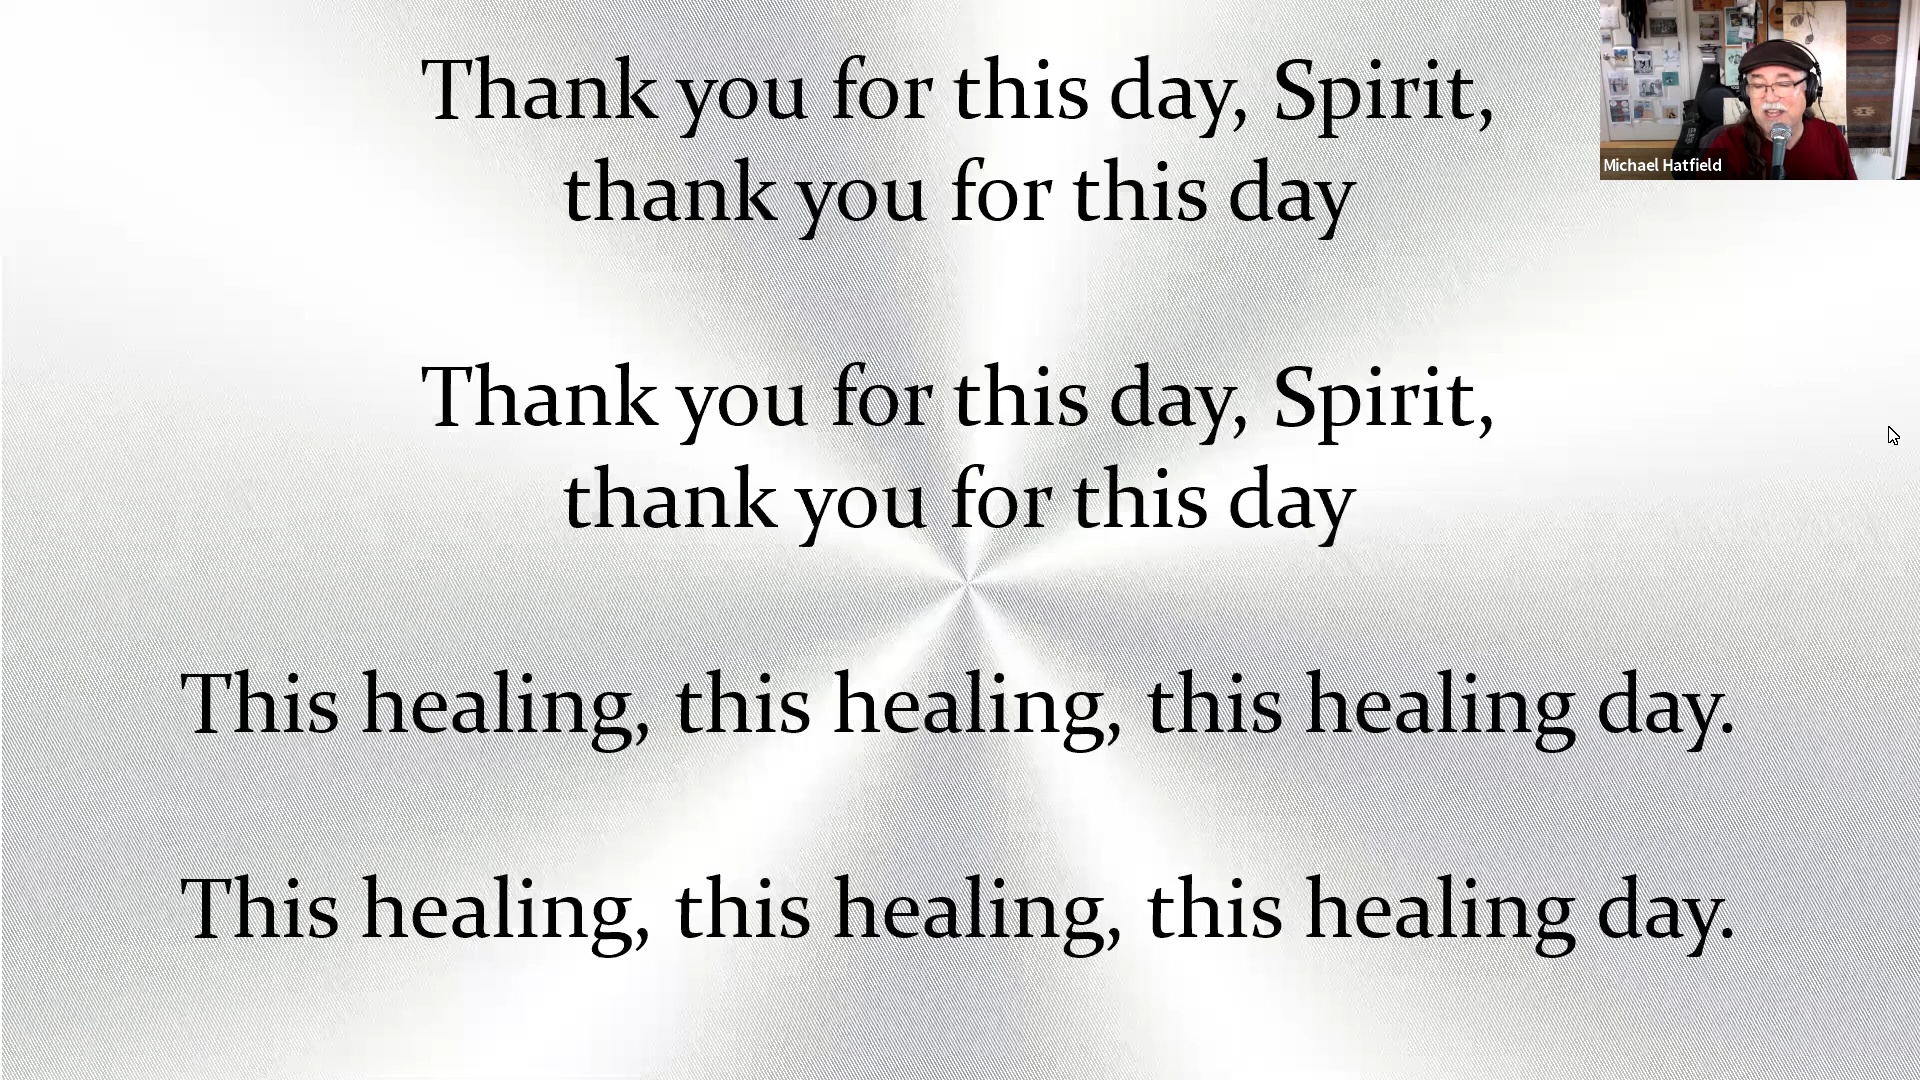 Thank you for this day, Spirit,
thank you for this day
Michael Hatfield
Thank you for this day, Spirit,
thank you for this day
This healing, this healing, this healing day.
This healing, this healing, this healing day.